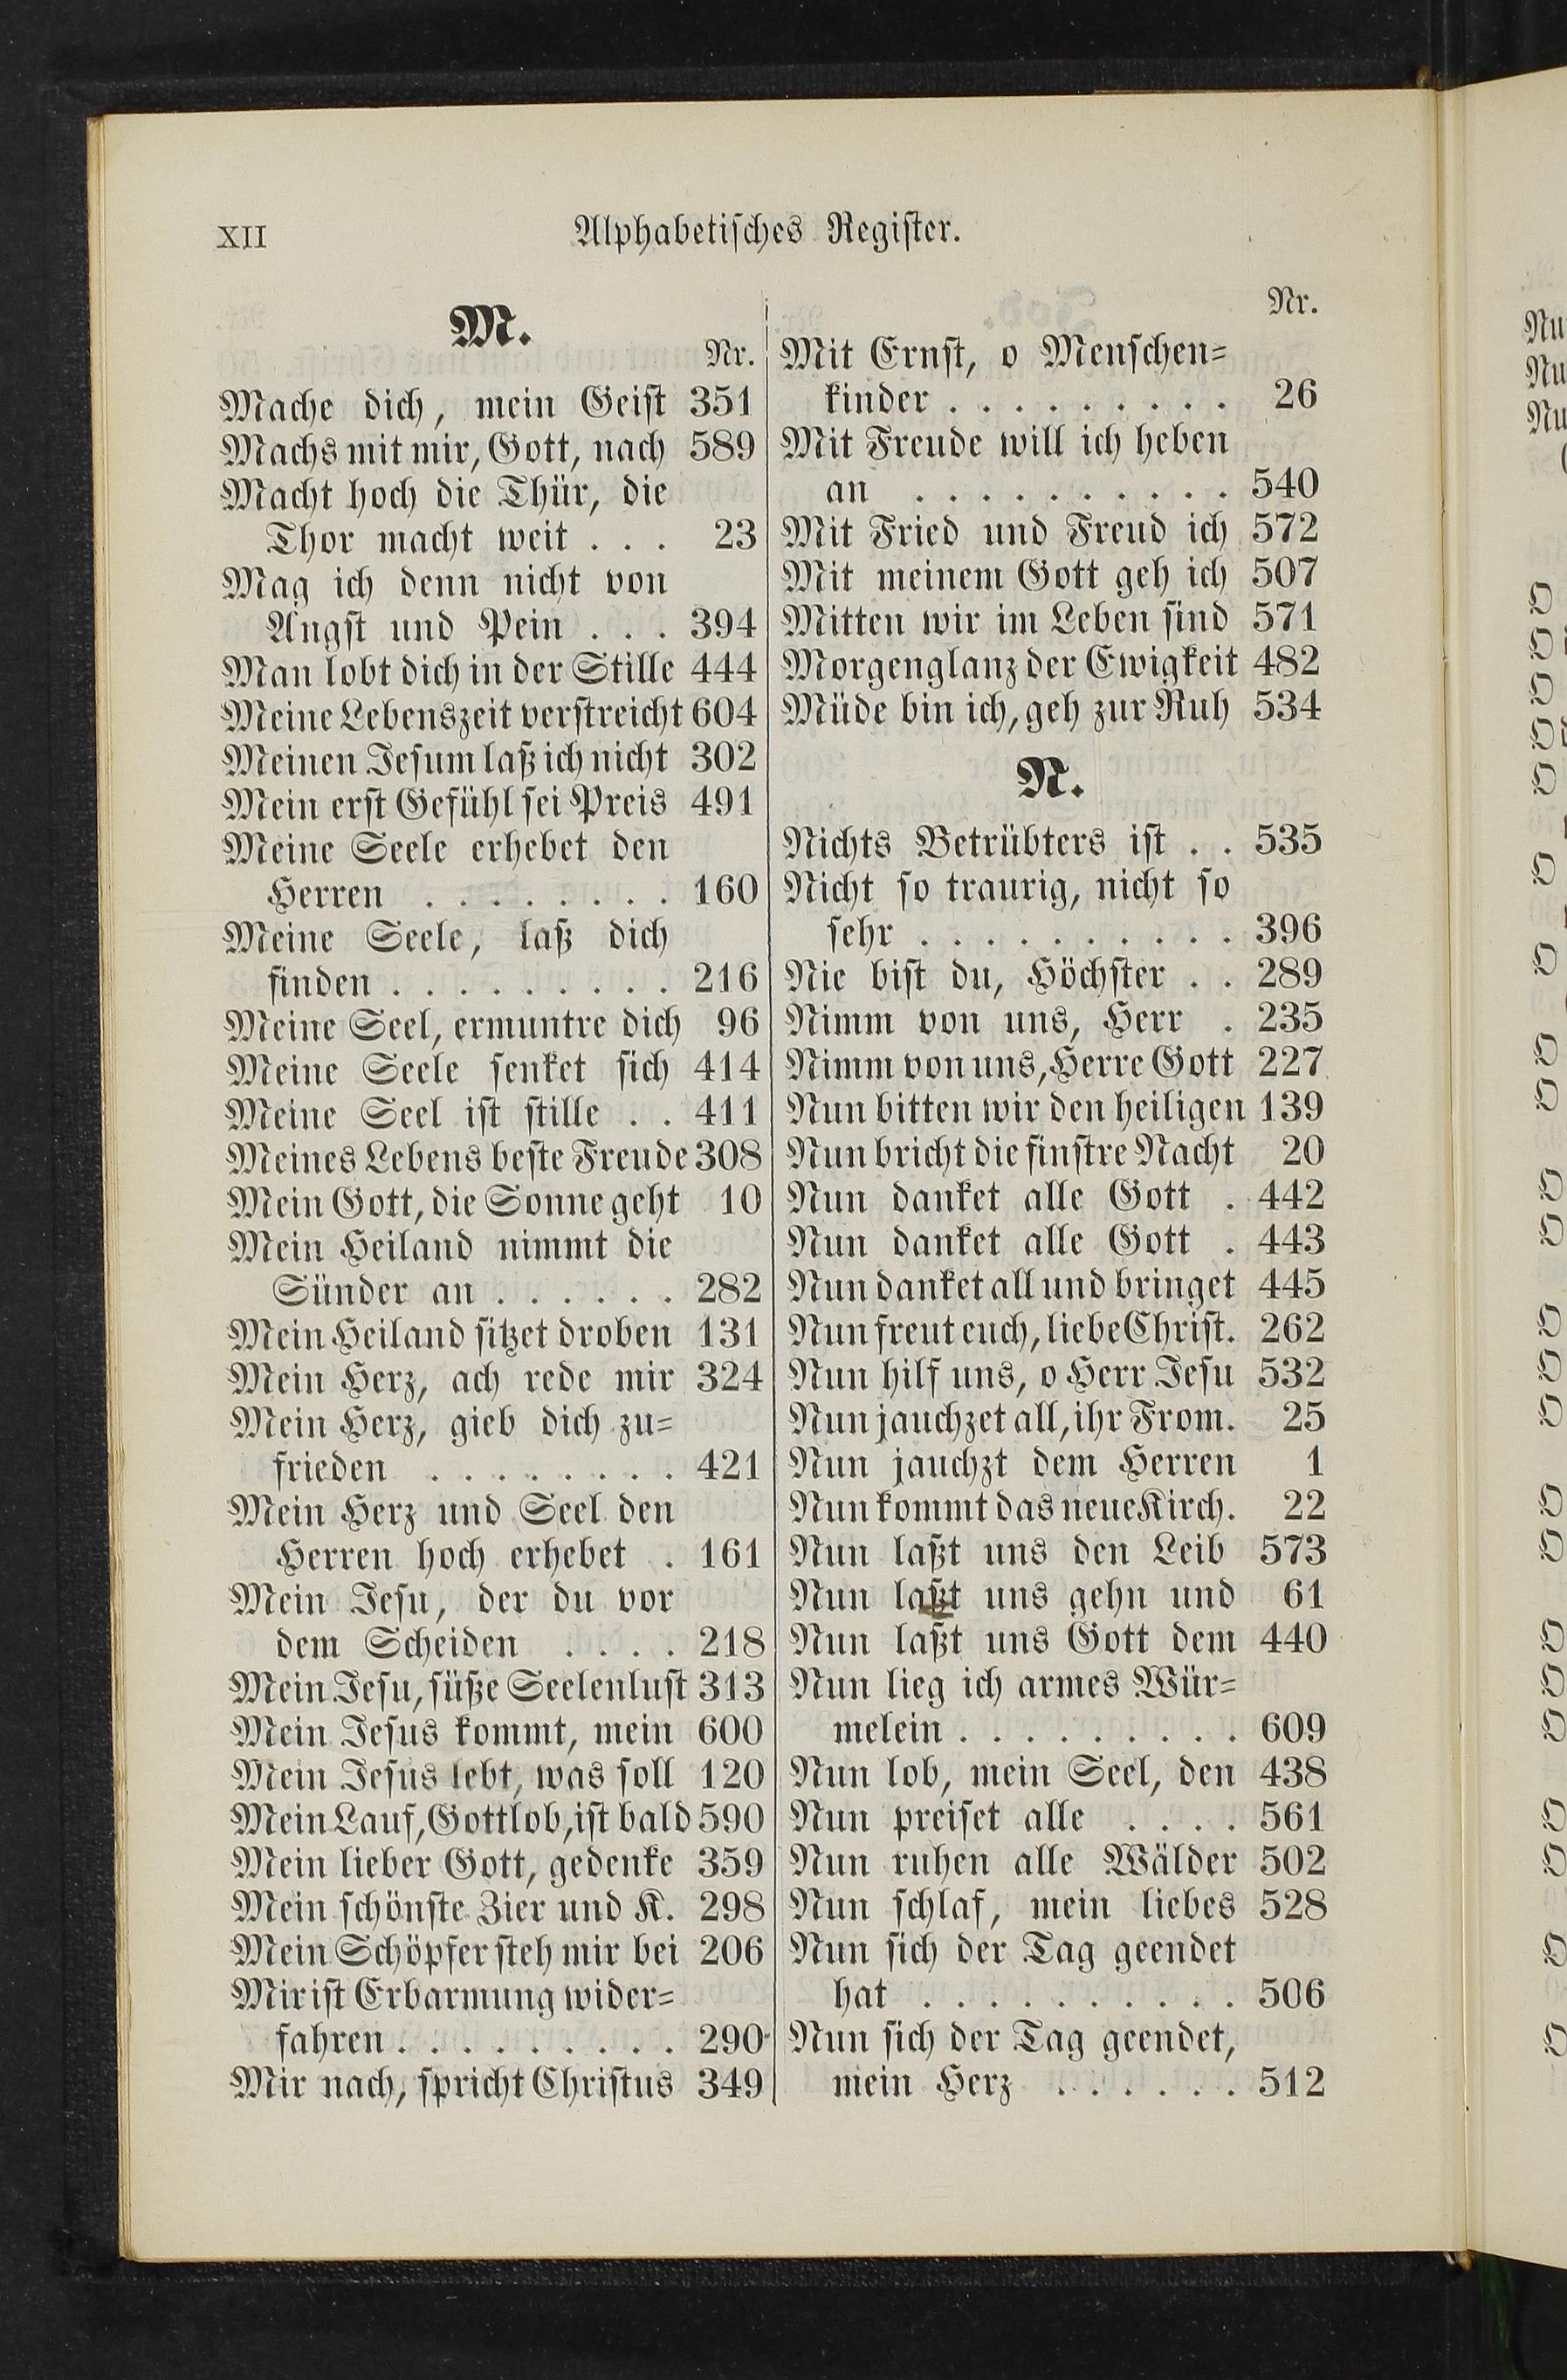 XII
Alphabetisches Register.
M.
Nr.
Mache dich, mein Geist 351
Machs mit mir, Gott, nach 589
Macht hoch die Thür, die
Thor macht weit . . . 23
Mag ich denn nicht von
Angst und Pein . . . 394
Man lobt dich in der Stille 444
Meine Lebenszeit verstreicht 604
Meinen Jesum laß ich nicht 302
Mein erst Gefühl sei Preis 491
Meine Seele erhebet den
Herren . . . . . . . . 160
Meine Seele, laß dich
finden . . . . . . . . . 216
Meine Seel, ermuntre dich 96
Meine Seele senket sich 414
Meine Seel ist stille . . 411
Meines Lebens beste Freude 308
Mein Gott, die Sonne geht 10
Mein Heiland nimmt die
Sünder an . . . . . . 282
Mein Heiland sitzet droben 131
Mein Herz, ach rede mir 324
Mein Herz, gieb dich zu=
frieden . . . . . . . . 421
Mein Herz und Seel den
Herren hoch erhebet . 161
Mein Jesu, der du vor
dem Scheiden . . . . 218
Mein Jesu, süße Seelenlust 313
Mein Jesus kommt, mein 600
Mein Jesus lebt, was soll 120
Mein Lauf, Gottlob, ist bald 590
Mein lieber Gott, gedenke 359
Mein schönste Zier und K. 298
Mein Schöpfer steh mir bei 206
Mir ist Erbarmung wider=
fahren . . . . . . . . . 290
Mir nach, spricht Christus 349
Nr.
Mit Ernst, o Menschen=
kinder . . . . . . . . . 26
Mit Freude will ich heben
an . . . . . . . . . . 540
Mit Fried und Freud ich 572
Mit meinem Gott geh ich 507
Mitten wir im Leben sind 571
Morgenglanz der Ewigkeit 482
Müde bin ich, geh zur Ruh 534
N.
Nichts Betrübters ist . . 535
Nicht so traurig, nicht so
sehr . . . . . . . . . . 396
Nie bist du, Höchster . . 289
Nimm von uns, Herr . 235
Nimm von uns, Herre Gott 227
Nun bitten wir den heiligen 139
Nun bricht die finstre Nacht 20
Nun danket alle Gott . 442
Nun danket alle Gott . 443
Nun danket all und bringet 445
Nun freut euch, liebe Christ. 262
Nun hilf uns, o Herr Jesu 532
Nun jauchzet all, ihr From. 25
Nun jauchzt dem Herren 1
Nun kommt das neue Kirch. 22
Nun laßt uns den Leib 573
Nun laßt uns gehn und 61
Nun laßt uns Gott dem 440
Nun lieg ich armes Wür=
melein . . . . . . . . . 609
Nun lob, mein Seel, den 438
Nun preiset alle . . . . 561
Nun ruhen alle Wälder 502
Nun schlaf, mein liebes 528
Nun sich der Tag geendet
hat . . . . . . . . . . 506
Nun sich der Tag geendet,
mein Herz . . . . . . 512